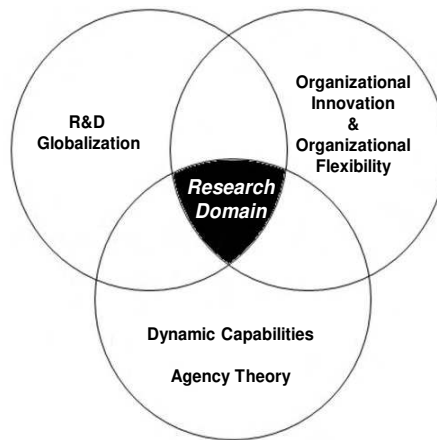 R&D
Globalization
Organizational
Innovation
&
Organizational
Flexibility
Research
Domain
Dynamic Capabilities
Agency Theory